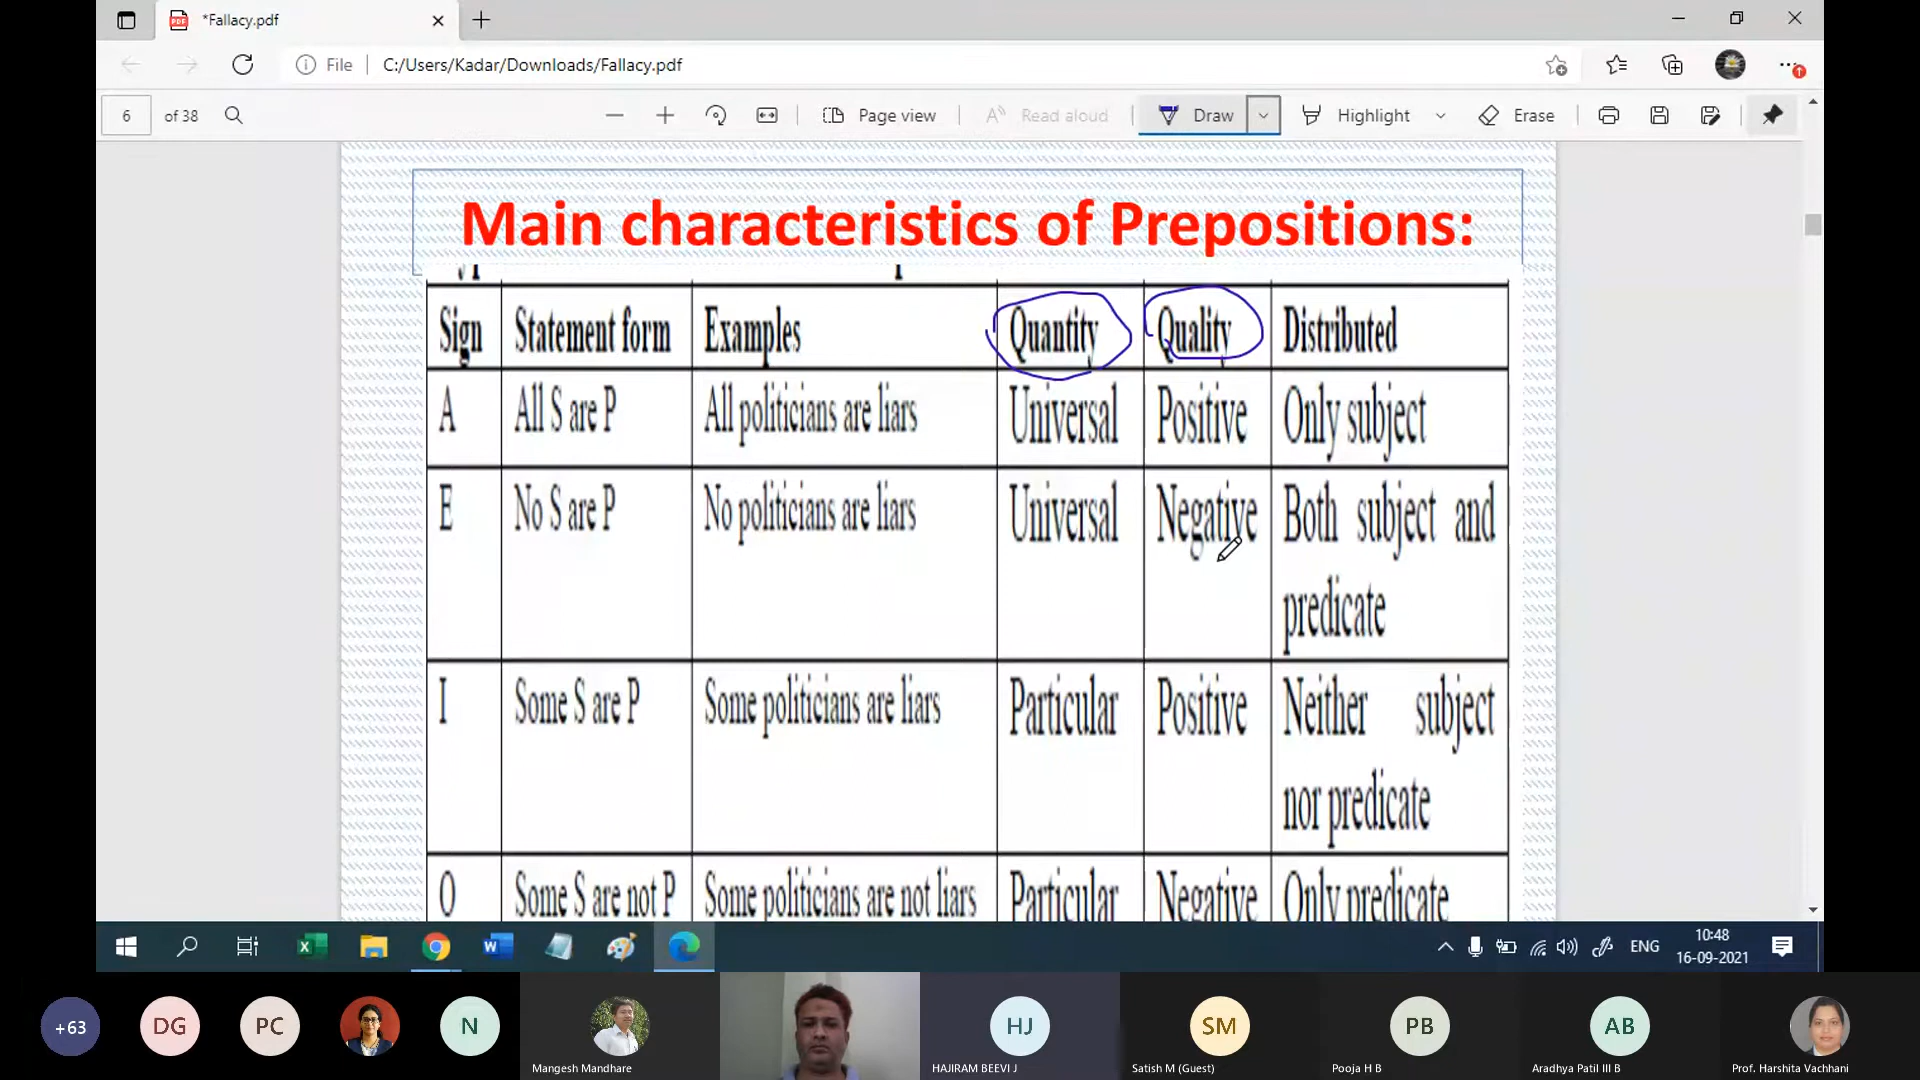 *Fallacy.pdf
File C:/Users/Kadar/Downloads/Fallacy.pdf
6 of 38 Page view Read aloud Draw Highlight Erase
Main characteristics of Prepositions:
Sign Statement form Examples Quantity Quality Distributed
A All S are P All politicians are liars Universal Positive Only subject
E No S are P No politicians are liars Universal Negative Both subject and
predicate
I Some S are P Some politicians are liars Particular Positive Neither subject
nor predicate
O Some S are not P Some politicians are not liars Particular Negative Only predicate
ENG 10:48
16-09-2021
+63 DG PC N HJ SM PB AB
Mangesh Mandhare HAJIRAM BEEVI J Satish M (Guest) Pooja H B Aradhya Patil III B Prof. Harshita Vachhani